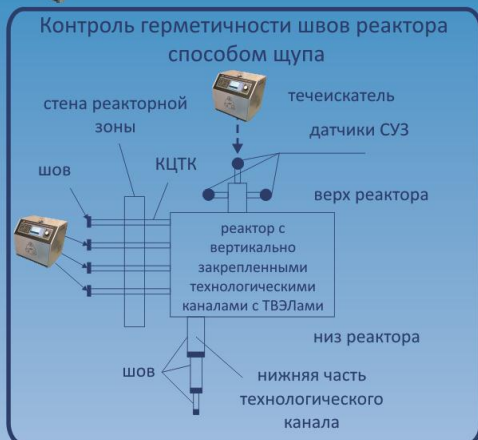 Контроль герметичности швов реактора
способом щупа
течеискатель
стена реакторной
зоны
датчики СУЗ
шов
КЦТК
верх реактора
реактор с
вертикально
закрепленными
технологическими
каналами с ТВЭЛами
низ реактора
шов
нижняя часть
технологического
канала